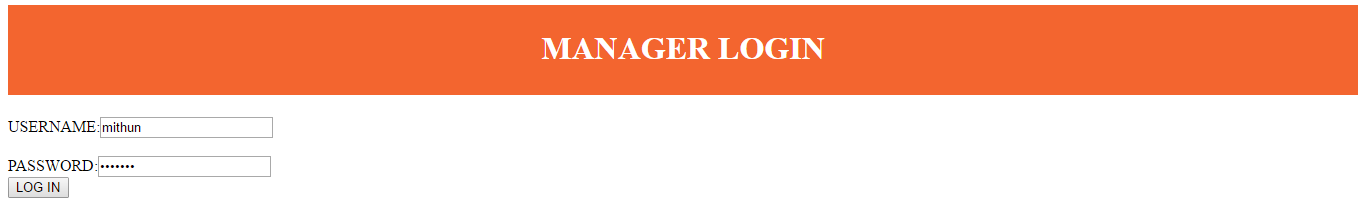 MANAGER LOGIN
USERNAME:mithun
PASSWORD:•••••••
LOG IN